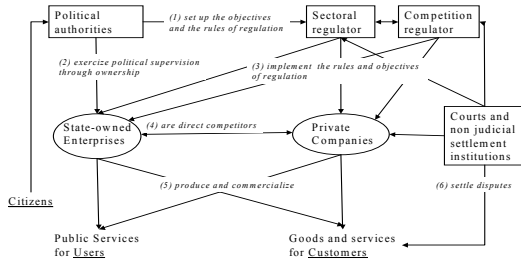 Political
authorities
(1) set up the objectives
and the rules of regulation
Sectoral
regulator
Competition
regulator
(2) exercize political supervision
through ownership
(3) implement the rules and objectives
of regulation
State-owned
Enterprises
(4) are direct competitors
Private
Companies
Courts and
non judicial
settlement
institutions
(5) produce and commercialize
(6) settle disputes
Citizens
Public Services
for Users
Goods and services
for Customers